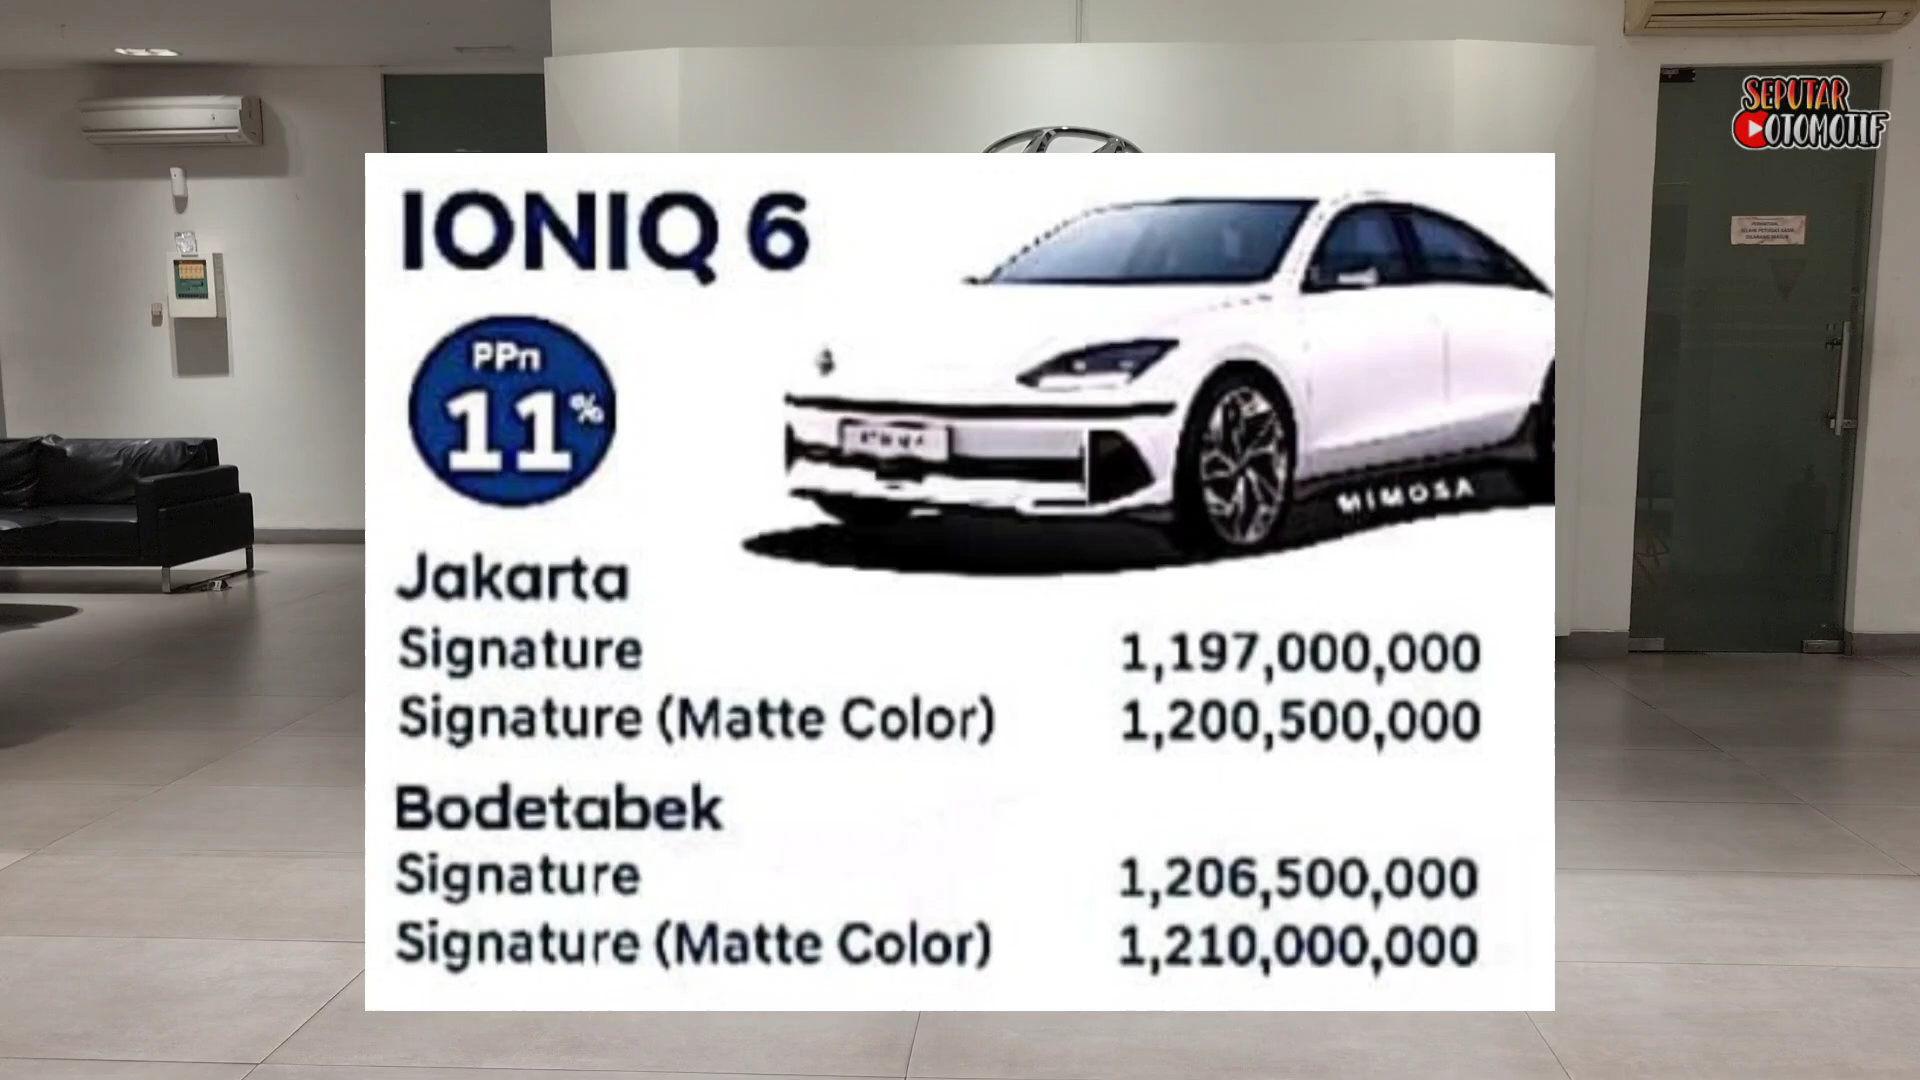 SEPUTAR
OTOMOTIF
IONIQ 6
PPn
11%
MIMOSA
Jakarta
Signature 1,197,000,000
Signature (Matte Color) 1,200,500,000
Bodetabek
Signature 1,206,500,000
Signature (Matte Color) 1,210,000,000